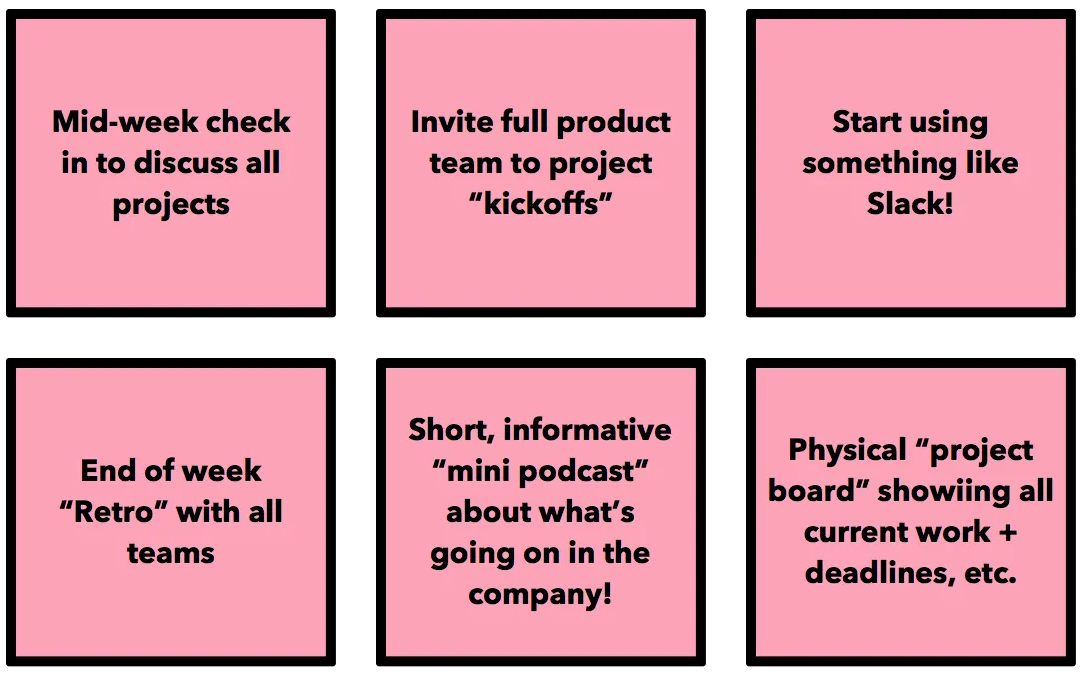 Mid-week check
in to discuss all
projects
Invite full product
team to project
“kickoffs”
Start using
something like
Slack!
End of week
“Retro” with all
teams
Short, informative
“mini podcast”
about what’s
going on in the
company!
Physical “project
board” showiing all
current work +
deadlines, etc.